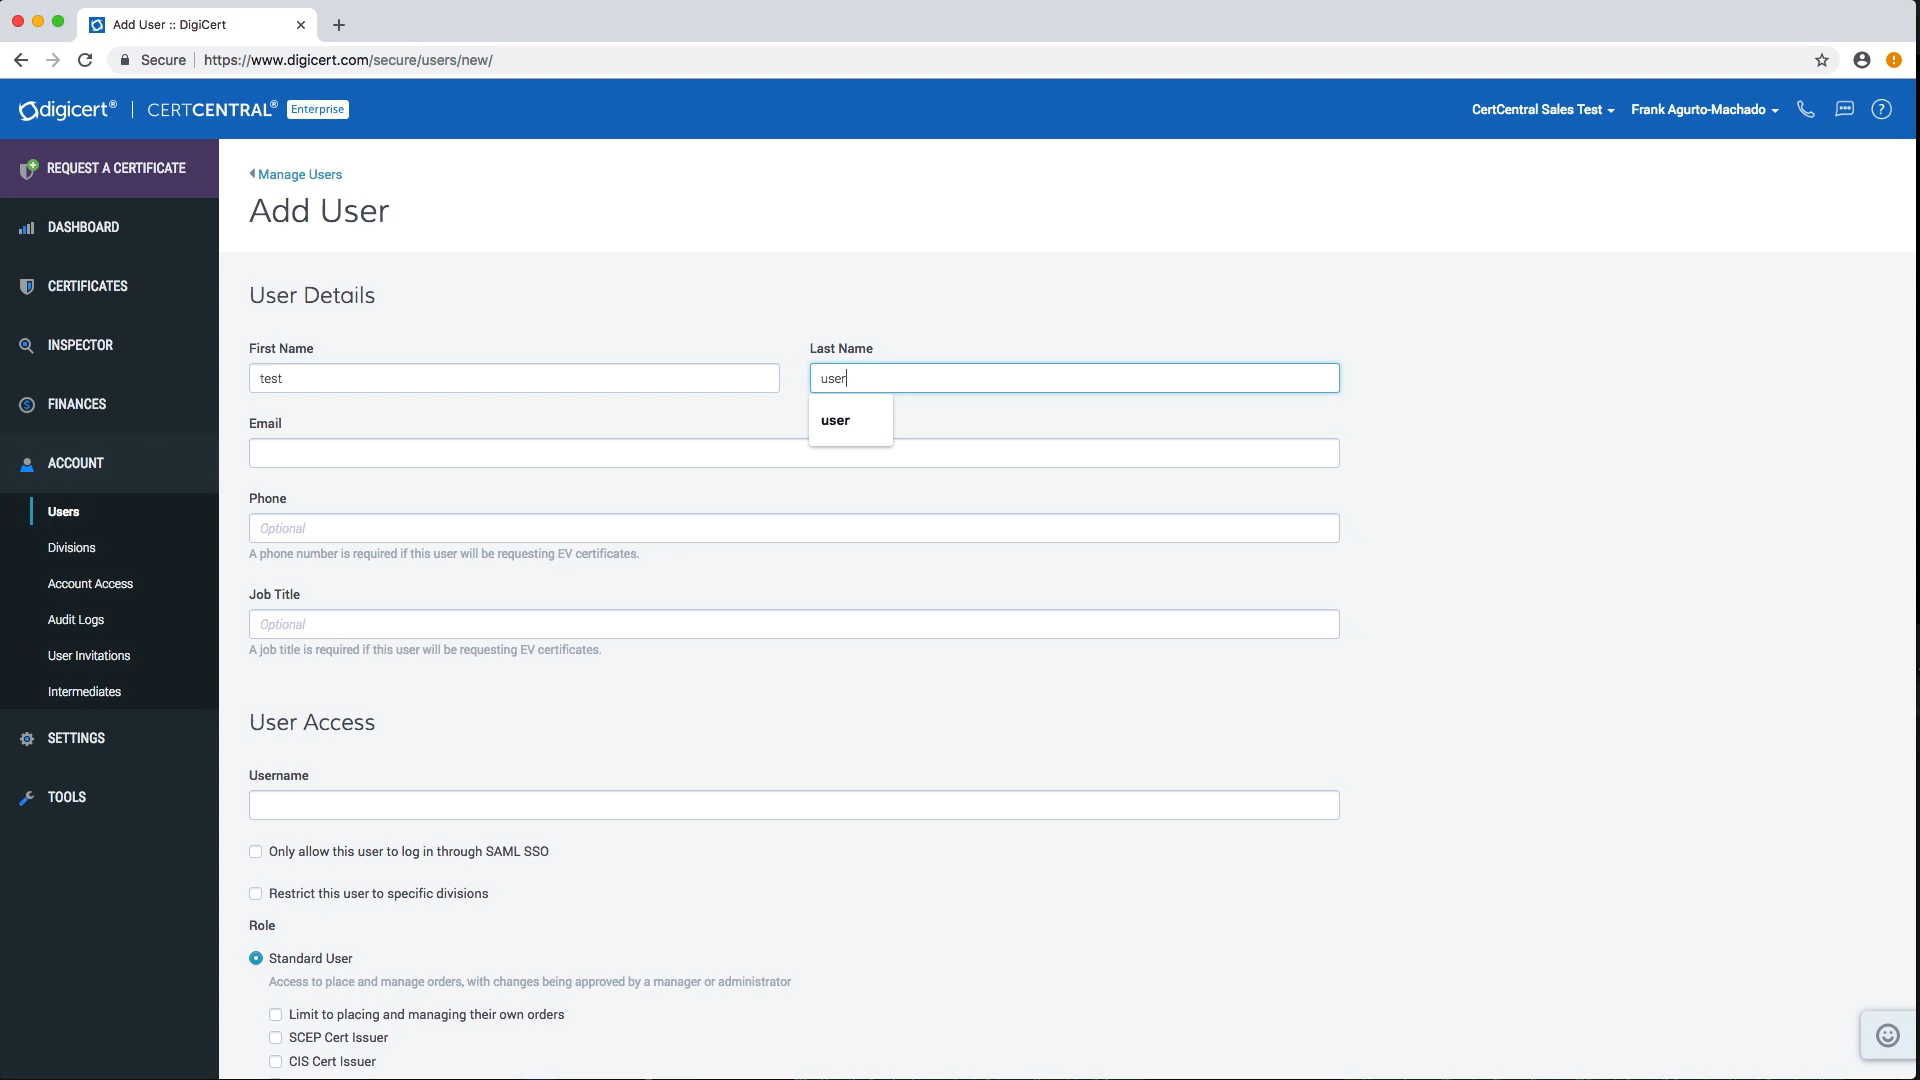 Add User :: DigiCert
Secure https://www.digicert.com/secure/users/new/
digicert® | CERTCENTRAL® Enterprise
CertCentral Sales Test
Frank Agurto-Machado
REQUEST A CERTIFICATE
DASHBOARD
CERTIFICATES
INSPECTOR
FINANCES
ACCOUNT
Users
Divisions
Account Access
Audit Logs
User Invitations
Intermediates
SETTINGS
TOOLS
Manage Users
Add User
User Details
First Name
Last Name
test
user
user
Email
Phone
Optional
A phone number is required if this user will be requesting EV certificates.
Job Title
Optional
A job title is required if this user will be requesting EV certificates.
User Access
Username
Only allow this user to log in through SAML SSO
Restrict this user to specific divisions
Role
Standard User
Access to place and manage orders, with changes being approved by a manager or administrator
Limit to placing and managing their own orders
SCEP Cert Issuer
CIS Cert Issuer